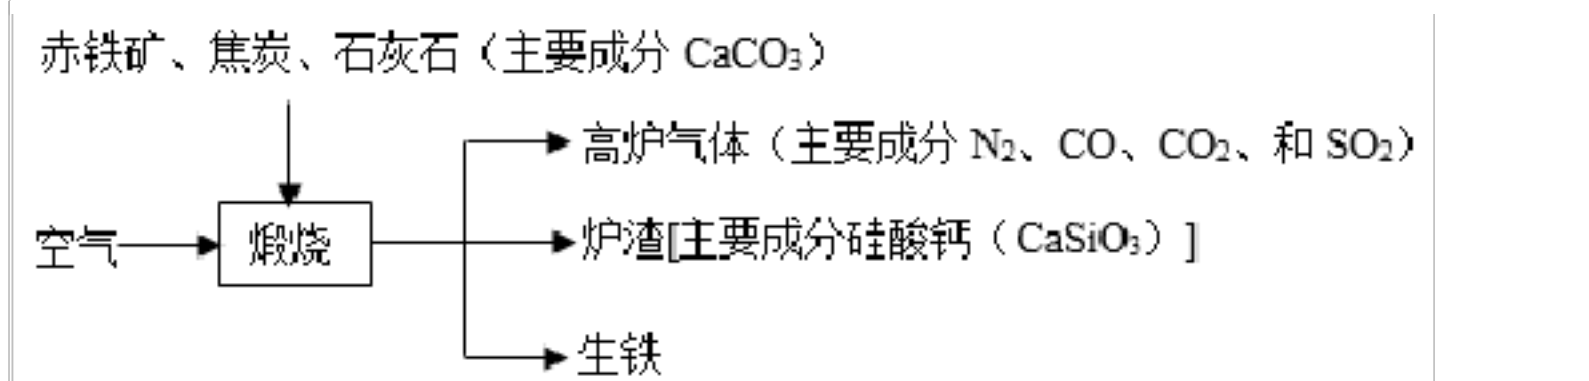 赤铁矿、焦炭、石灰石（主要成分 CaCO₃）
高炉气体（主要成分 N₂、CO、CO₂、和 SO₂）
空气
煅烧
炉渣[主要成分硅酸钙（CaSiO₃）]
生铁